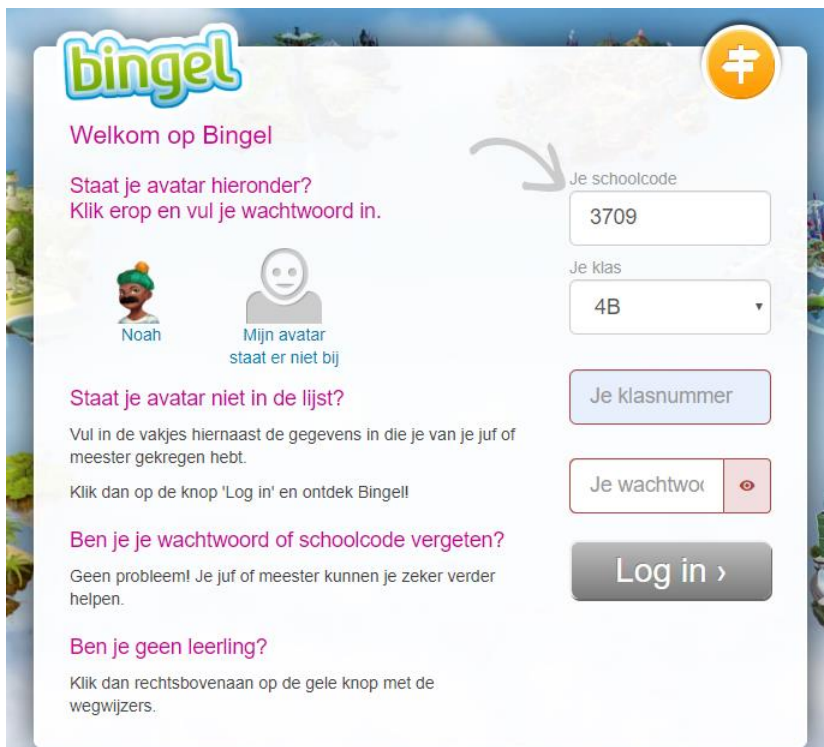 bingel
Welkom op Bingel
Staat je avatar hieronder?
Klik erop en vul je wachtwoord in.
Noah
Mijn avatar
staat er niet bij
Staat je avatar niet in de lijst?
Vul in de vakjes hiernaast de gegevens in die je van je juf of
meester gekregen hebt.
Klik dan op de knop 'Log in' en ontdek Bingel!
Ben je je wachtwoord of schoolcode vergeten?
Geen probleem! Je juf of meester kunnen je zeker verder
helpen.
Ben je geen leerling?
Klik dan rechtsbovenaan op de gele knop met de
wegwijzers.
Je schoolcode
3709
Je klas
4B
Je klasnummer
Je wachtwoo
Log in ›